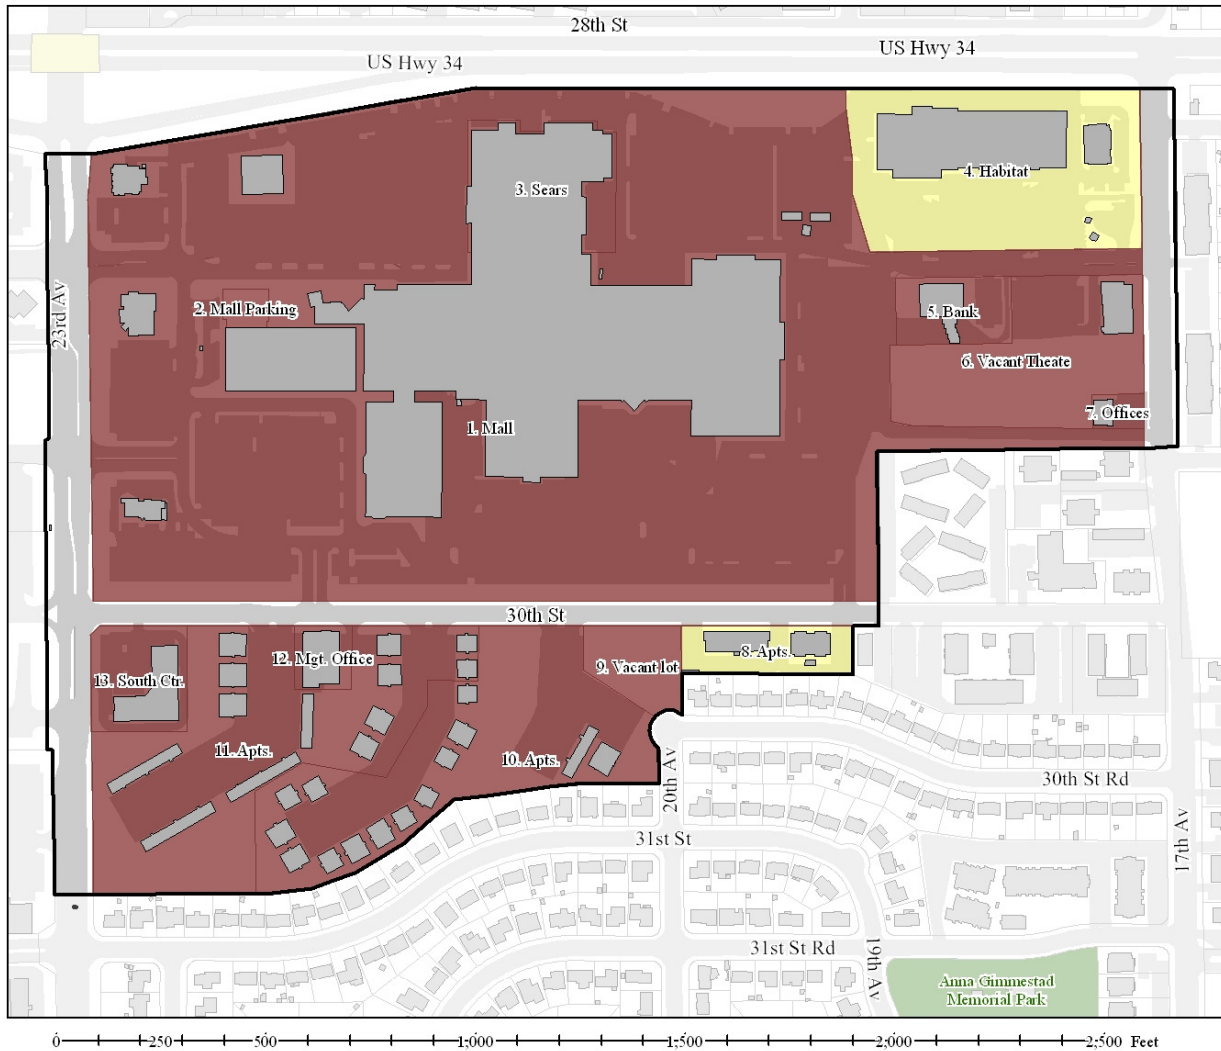 28th St
US Hwy 34
US Hwy 34
3. Sears
4. Habitat
23rd Av
2. Mall Parking
5. Bank
6. Vacant Theate
7. Offices
1. Mall
30th St
12. Mgt. Office
8. Apts.
9. Vacant lot
13. South Ctr.
11. Apts.
10. Apts.
20th Av
30th St Rd
31st St
17th Av
31st St Rd
19th Av
Anna Gimmestad
Memorial Park
0 250 500 1,000 1,500 2,000 2,500 Feet